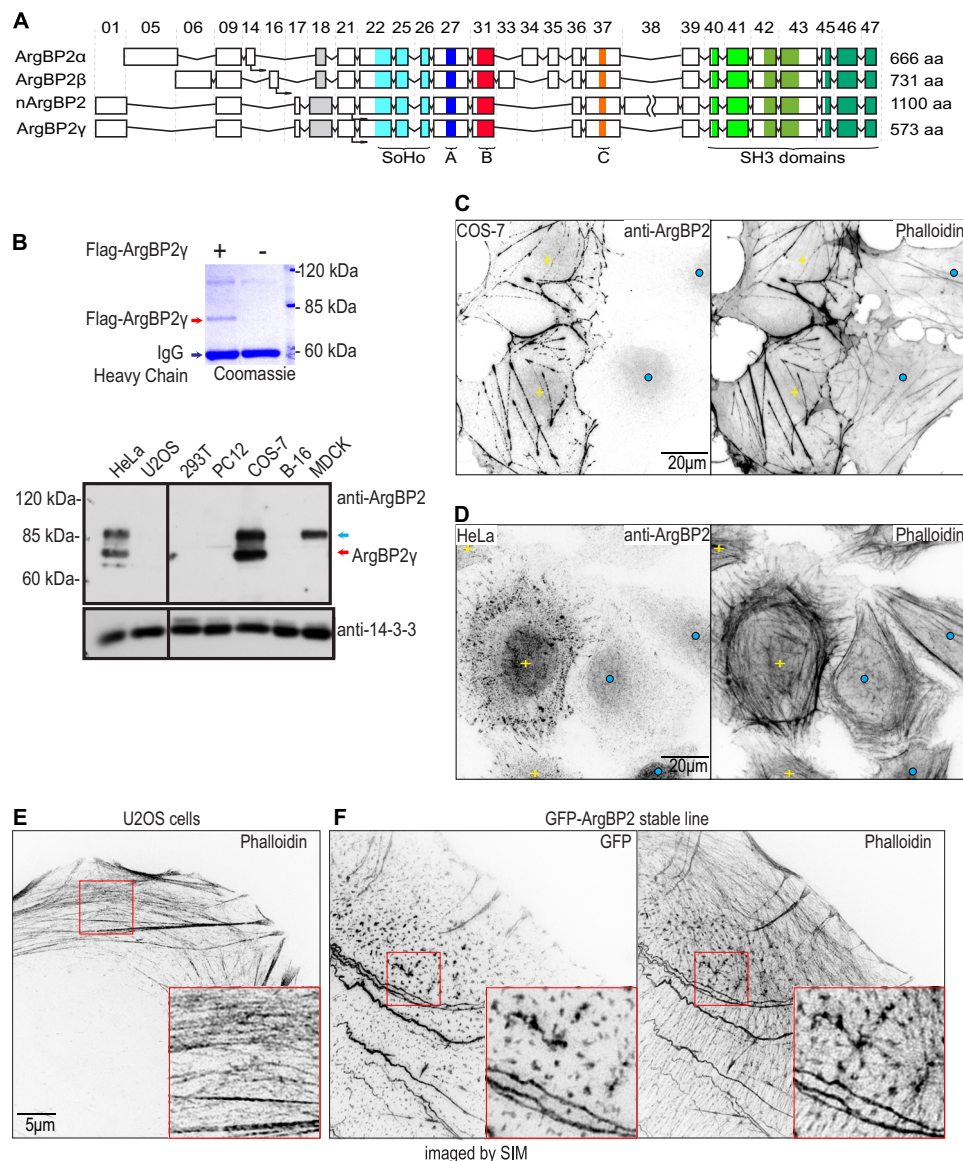 A
01 05 06 09 14 16 17 18 21 22 25 26 27 31 33 34 35 36 37 38 39 40 41 42 43 45 46 47
ArgBP2α 666 aa
ArgBP2β 731 aa
nArgBP2 1100 aa
ArgBP2γ 573 aa
SoHo A B C SH3 domains
B
Flag-ArgBP2γ + -
- 120 kDa
- 85 kDa
Flag-ArgBP2γ
IgG - 60 kDa
Heavy Chain Coomassie
HeLa U2OS 293T PC12 COS-7 B-16 MDCK
120 kDa- anti-ArgBP2
85 kDa-
ArgBP2γ
60 kDa-
anti-14-3-3
C
COS-7 anti-ArgBP2 Phalloidin
20µm
D
HeLa anti-ArgBP2 Phalloidin
20µm
E U2OS cells
Phalloidin
5µm
F GFP-ArgBP2 stable line
GFP Phalloidin
imaged by SIM